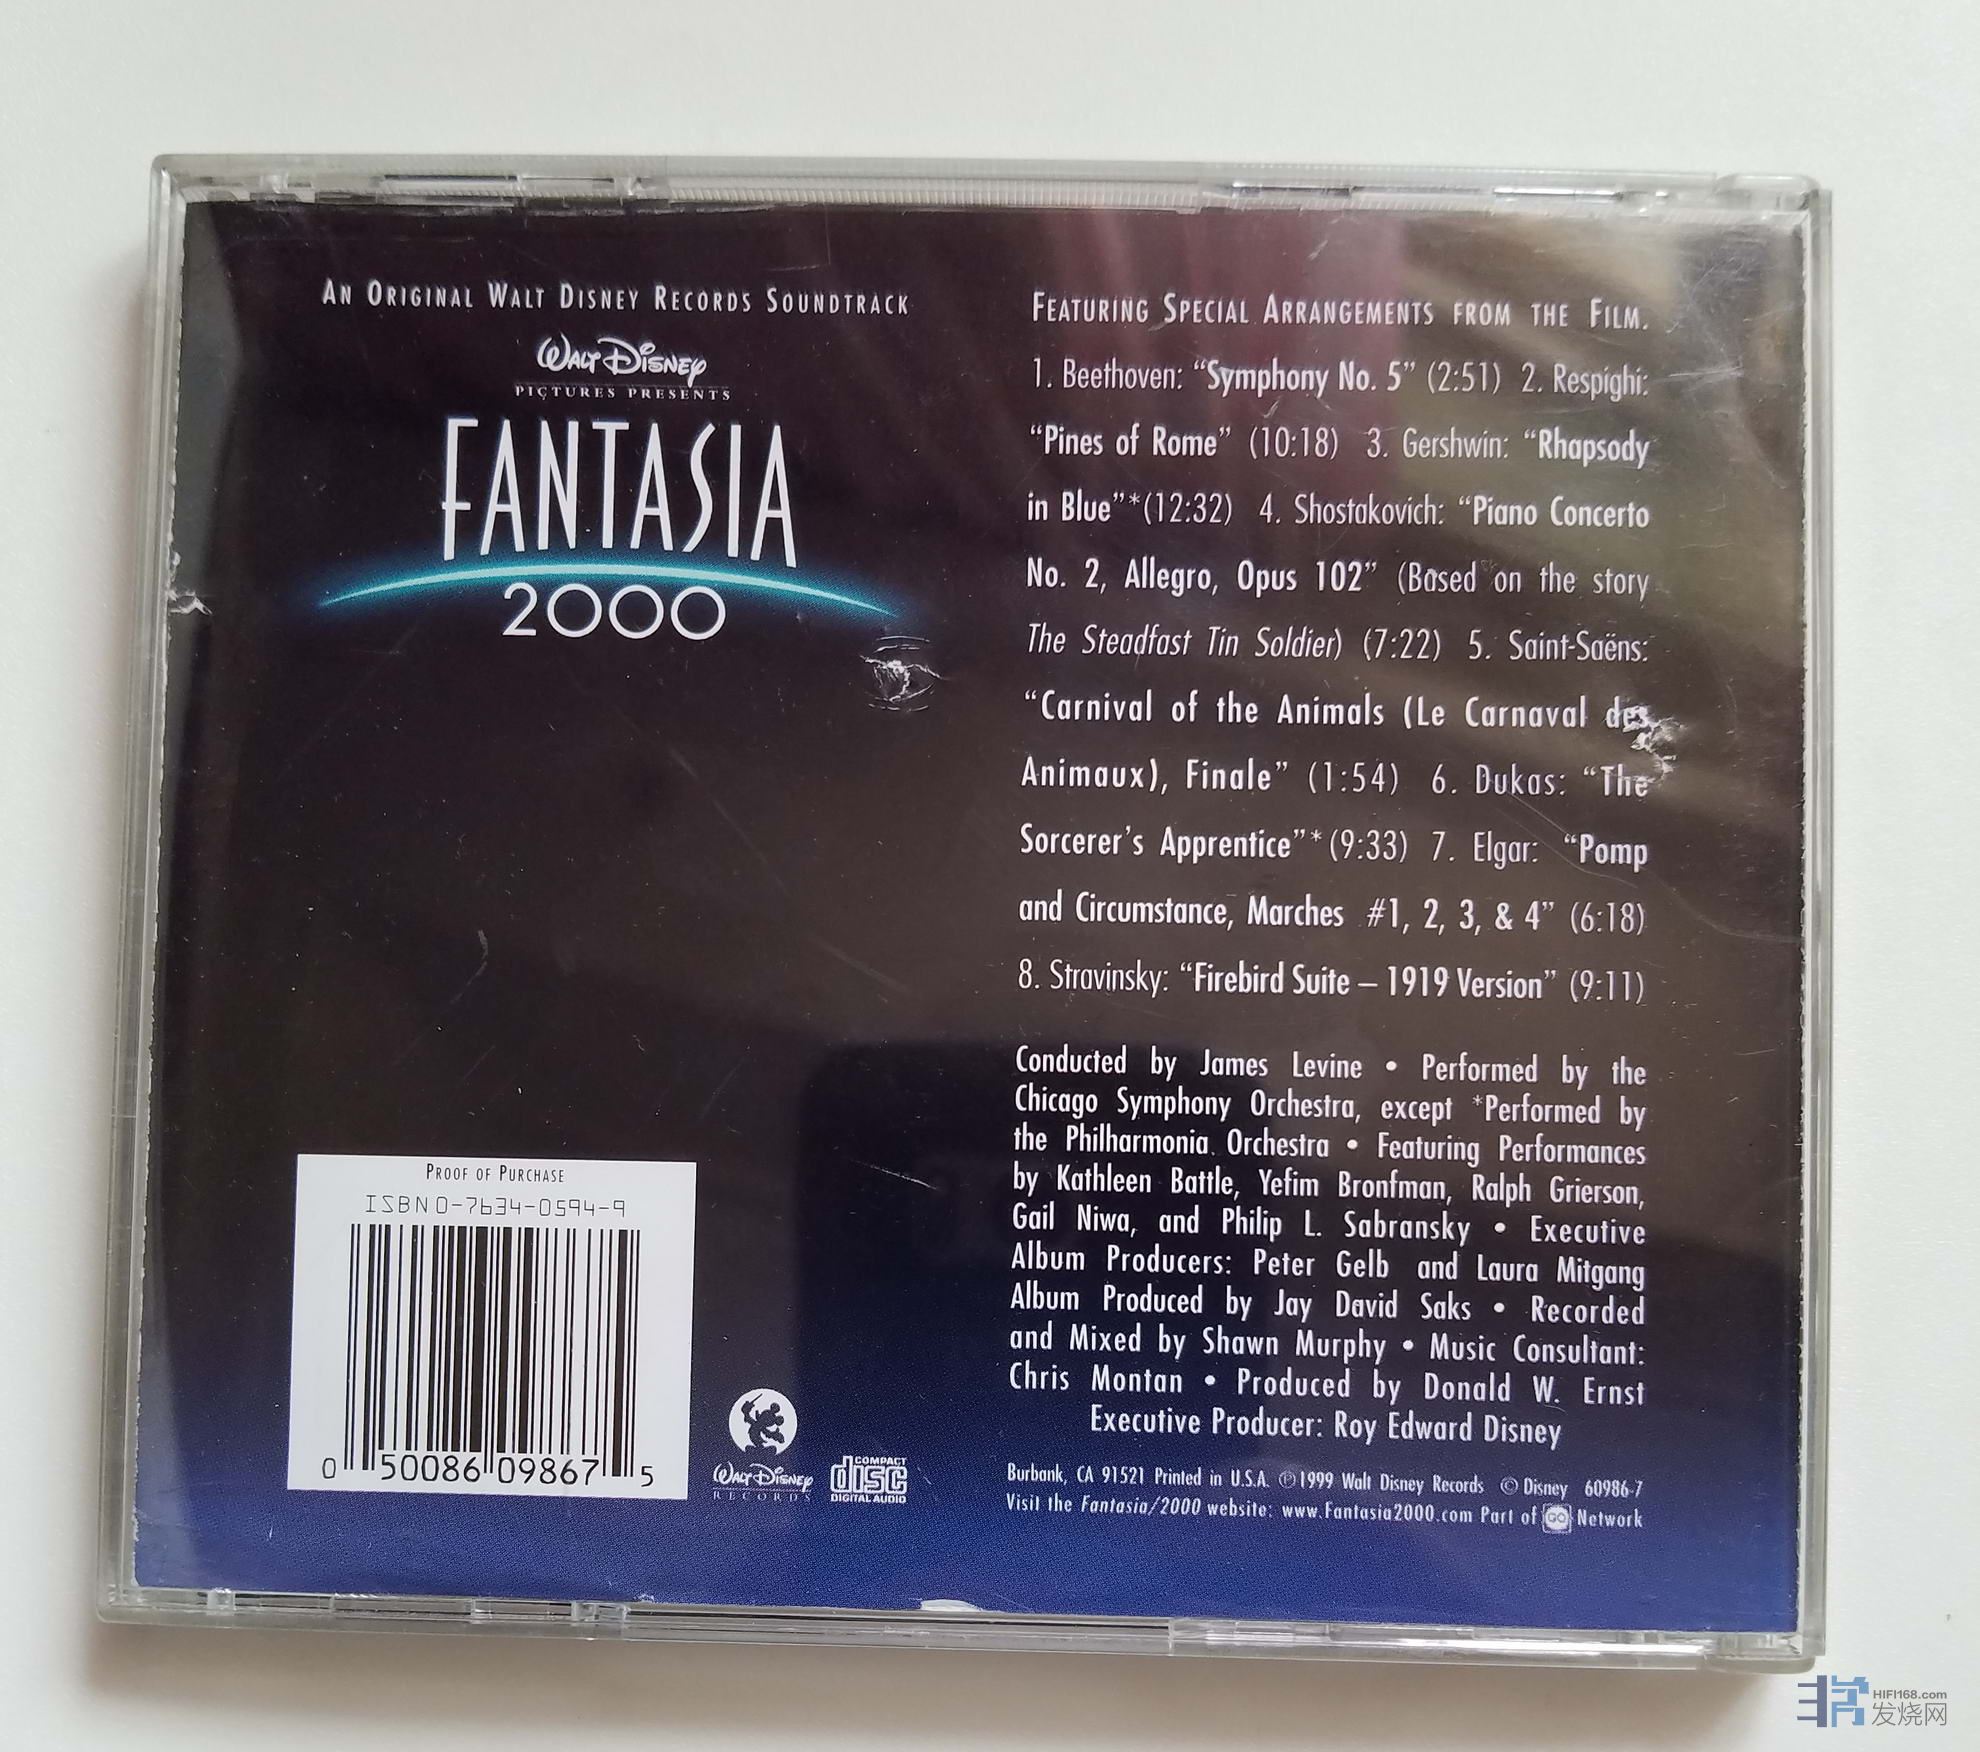 AN ORIGINAL WALT DISNEY RECORDS SOUNDTRACK
WALT DISNEY
PICTURES PRESENTS
FANTASIA
2000
FEATURING SPECIAL ARRANGEMENTS FROM THE FILM.
1. Beethoven: “Symphony No. 5” (2:51) 2. Respighi:
“Pines of Rome” (10:18) 3. Gershwin: “Rhapsody
in Blue”*(12:32) 4. Shostakovich: “Piano Concerto
No. 2, Allegro, Opus 102” (Based on the story
The Steadfast Tin Soldier) (7:22) 5. Saint-Saëns:
“Carnival of the Animals (Le Carnaval des
Animaux), Finale” (1:54) 6. Dukas: “The
Sorcerer’s Apprentice”*(9:33) 7. Elgar: “Pomp
and Circumstance, Marches #1, 2, 3, & 4” (6:18)
8. Stravinsky: “Firebird Suite – 1919 Version” (9:11)
Conducted by James Levine • Performed by the
Chicago Symphony Orchestra, except *Performed by
the Philharmonia Orchestra • Featuring Performances
by Kathleen Battle, Yefim Bronfman, Ralph Grierson,
Gail Niwa, and Philip L. Sabransky • Executive
Album Producers: Peter Gelb and Laura Mitgang
Album Produced by Jay David Saks • Recorded
and Mixed by Shawn Murphy • Music Consultant:
Chris Montan • Produced by Donald W. Ernst
Executive Producer: Roy Edward Disney
Burbank, CA 91521 Printed in U.S.A. ℗1999 Walt Disney Records © Disney 60986-7
Visit the Fantasia/2000 website: www.Fantasia2000.com Part of GO Network
PROOF OF PURCHASE
ISBN 0-7634-0594-9
0 50086 09867 5
WALT DISNEY
RECORDS
COMPACT
disc
DIGITAL AUDIO
HIFI168.com
发烧网